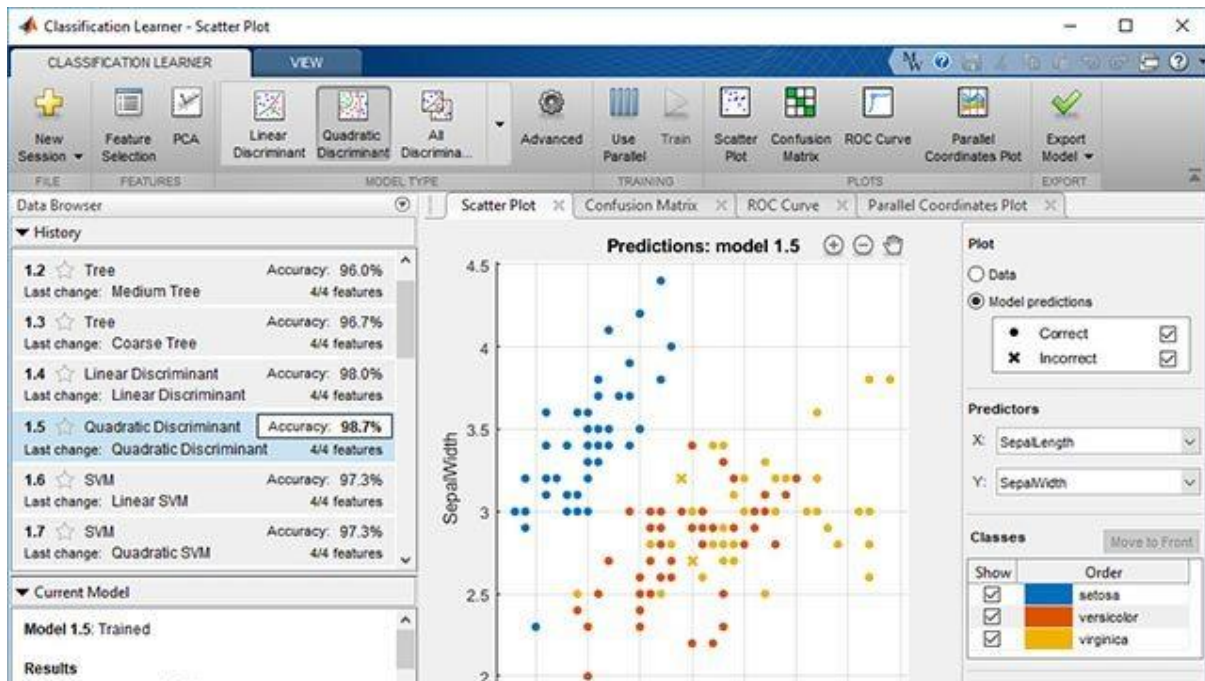 Classification Learner - Scatter Plot
CLASSIFICATION LEARNER VIEW
New Session
Feature Selection
PCA
Linear Discriminant
Quadratic Discriminant
All Discrimina...
Advanced
Use Parallel
Train
Scatter Plot
Confusion Matrix
ROC Curve
Parallel Coordinates Plot
Export Model
FILE FEATURES MODEL TYPE TRAINING PLOTS EXPORT
Data Browser
Scatter Plot Confusion Matrix ROC Curve Parallel Coordinates Plot
History
1.2 Tree Accuracy: 96.0%
Last change: Medium Tree 4/4 features
1.3 Tree Accuracy: 96.7%
Last change: Coarse Tree 4/4 features
1.4 Linear Discriminant Accuracy: 98.0%
Last change: Linear Discriminant 4/4 features
1.5 Quadratic Discriminant Accuracy: 98.7%
Last change: Quadratic Discriminant 4/4 features
1.6 SVM Accuracy: 97.3%
Last change: Linear SVM 4/4 features
1.7 SVM Accuracy: 97.3%
Last change: Quadratic SVM 4/4 features
Current Model
Model 1.5: Trained
Results
Predictions: model 1.5
SepalWidth
4.5
4
3.5
3
2.5
2
Plot
Data
Model predictions
Correct
Incorrect
Predictors
X: SepalLength
Y: SepalWidth
Classes Move to Front
Show Order
setosa
versicolor
virginica